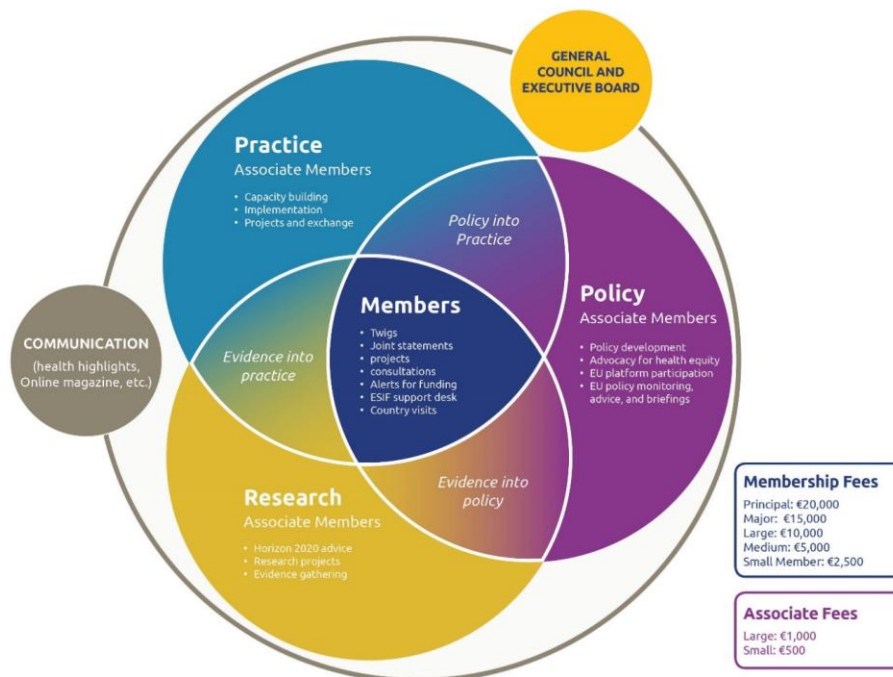 GENERAL
COUNCIL AND
EXECUTIVE BOARD
Practice
Associate Members
• Capacity building
• Implementation
• Projects and exchange
Policy into
Practice
Members
• Twigs
• Joint statements
• projects
• consultations
• Alerts for funding
• ESIF support desk
• Country visits
Policy
Associate Members
• Policy development
• Advocacy for health equity
• EU platform participation
• EU policy monitoring,
advice, and briefings
COMMUNICATION
(health highlights,
Online magazine, etc.)
Evidence into
practice
Evidence into
policy
Research
Associate Members
• Horizon 2020 advice
• Research projects
• Evidence gathering
Membership Fees
Principal: €20,000
Major: €15,000
Large: €10,000
Medium: €5,000
Small Member: €2,500
Associate Fees
Large: €1,000
Small: €500